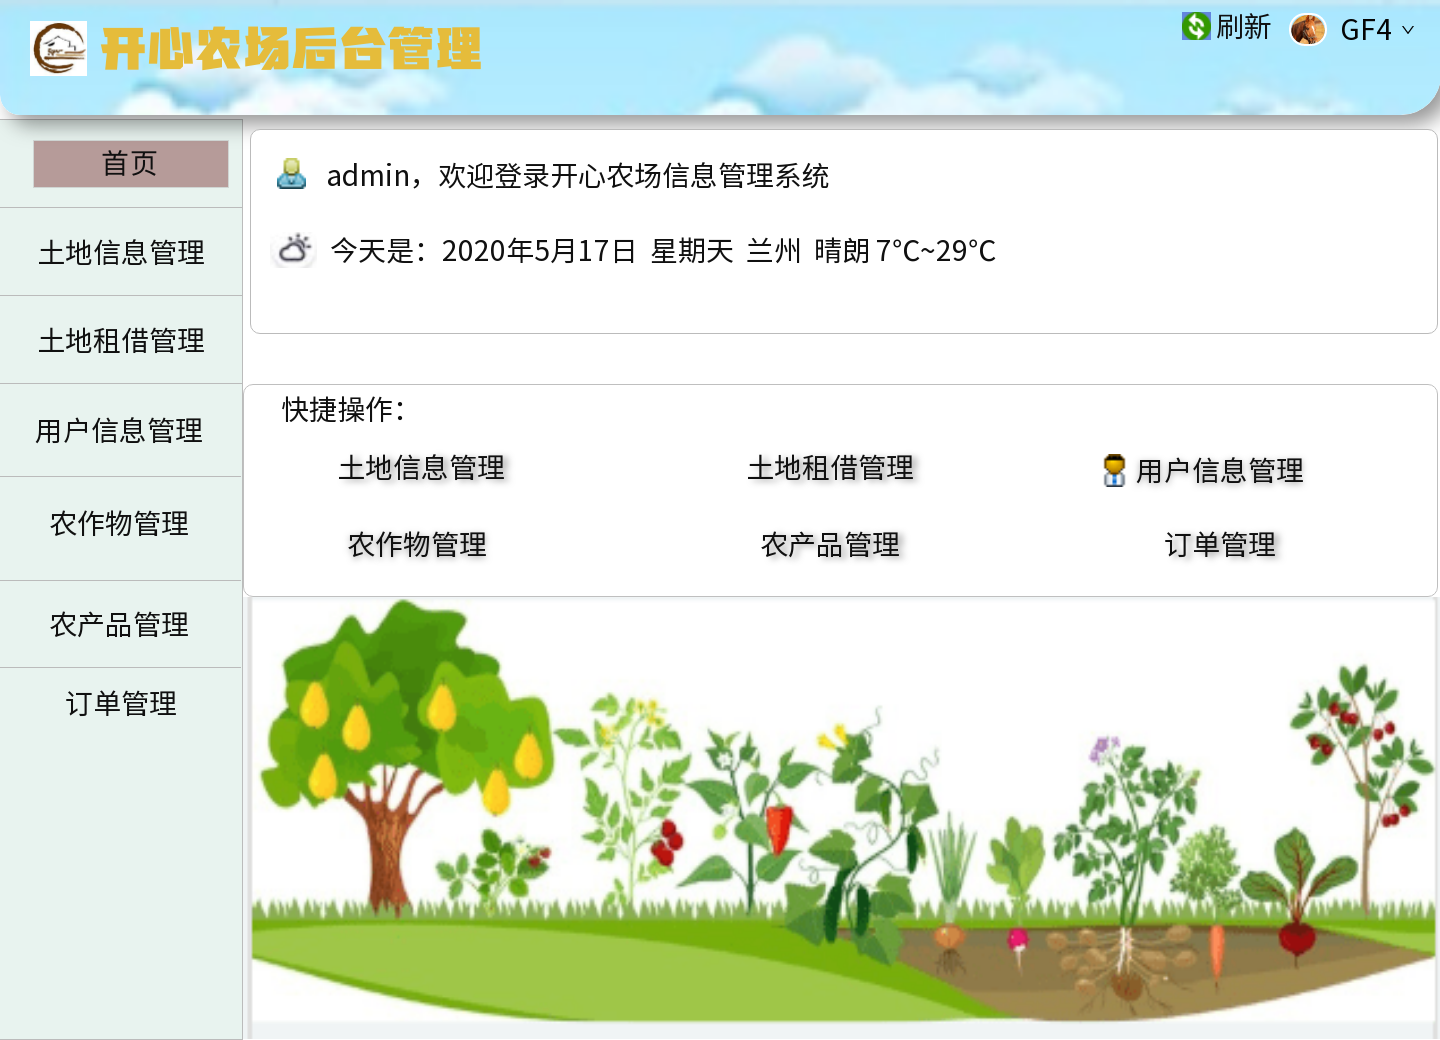 开心农场后台管理
刷新
GF4
首页
土地信息管理
土地租借管理
用户信息管理
农作物管理
农产品管理
订单管理
admin，欢迎登录开心农场信息管理系统
今天是：2020年5月17日 星期天 兰州 晴朗 7℃~29℃
快捷操作：
土地信息管理
土地租借管理
用户信息管理
农作物管理
农产品管理
订单管理